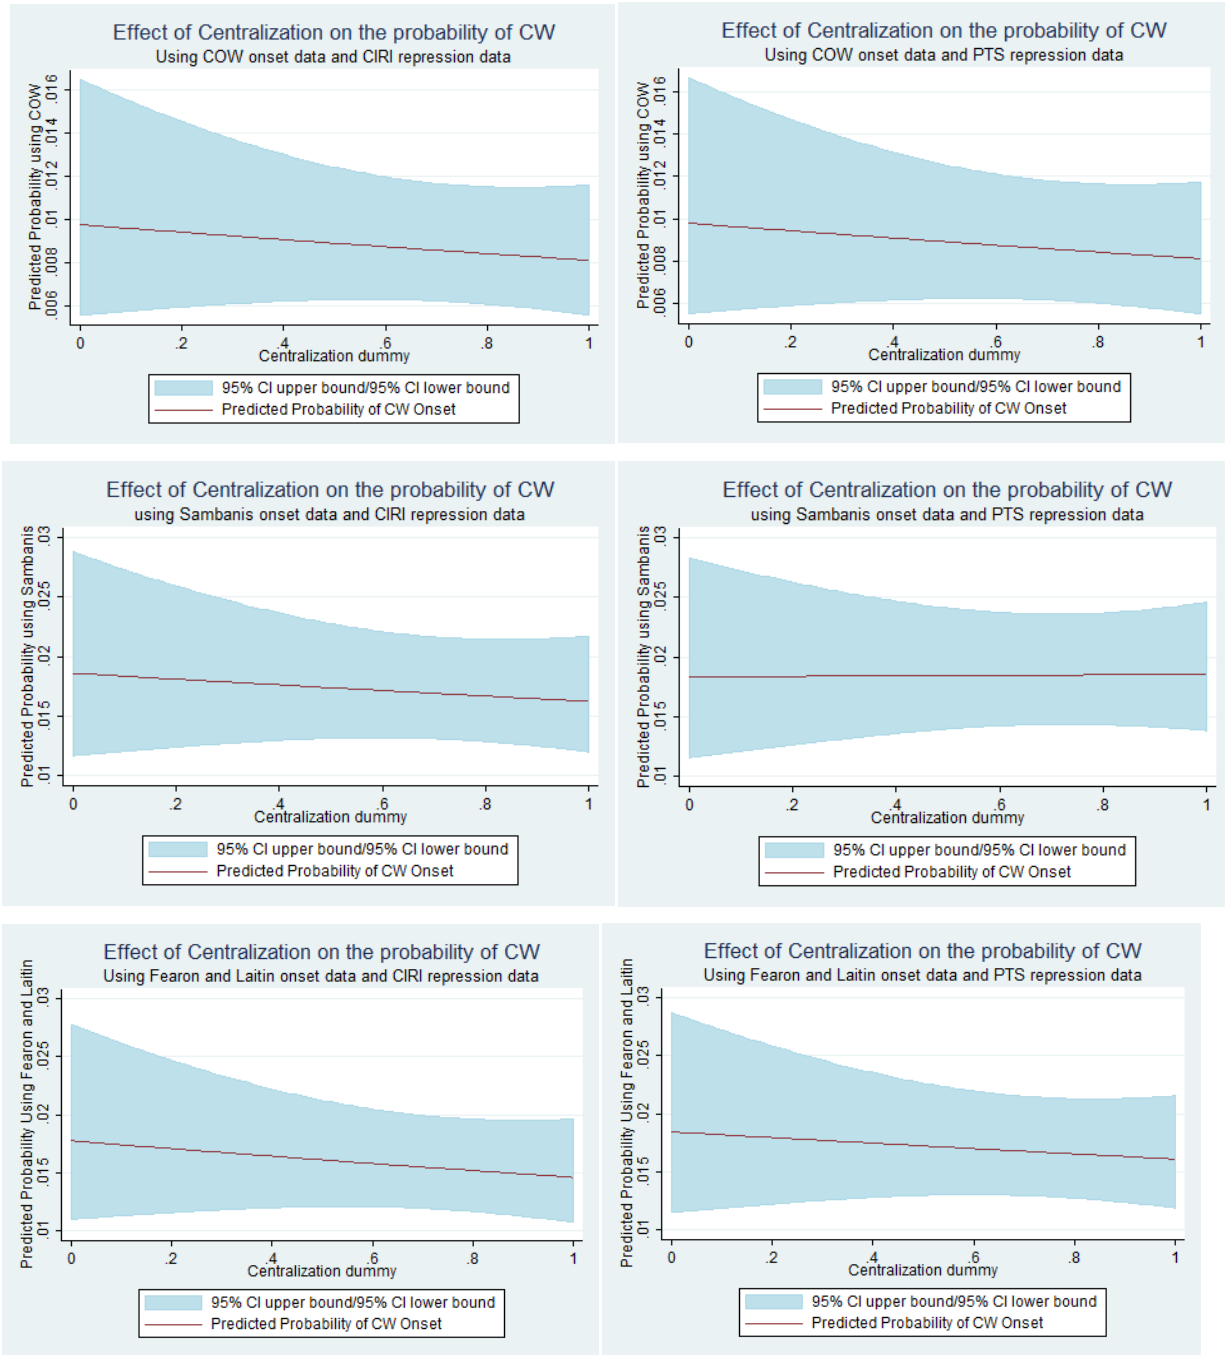 Effect of Centralization on the probability of CW
Using COW onset data and CIRI repression data
Predicted Probability using COW
.016
.014
.012
.01
.008
.006
0 .2 .4 .6 .8 1
Centralization dummy
95% CI upper bound/95% CI lower bound
Predicted Probability of CW Onset
Effect of Centralization on the probability of CW
Using COW onset data and PTS repression data
Predicted Probability using COW
.016
.014
.012
.01
.008
.006
0 .2 .4 .6 .8 1
Centralization dummy
95% CI upper bound/95% CI lower bound
Predicted Probability of CW Onset
Effect of Centralization on the probability of CW
using Sambanis onset data and CIRI repression data
Predicted Probability using Sambanis
.03
.025
.02
.015
.01
0 .2 .4 .6 .8 1
Centralization dummy
95% CI upper bound/95% CI lower bound
Predicted Probability of CW Onset
Effect of Centralization on the probability of CW
using Sambanis onset data and PTS repression data
Predicted Probability using Sambanis
.03
.025
.02
.015
.01
0 .2 .4 .6 .8 1
Centralization dummy
95% CI upper bound/95% CI lower bound
Predicted Probability of CW Onset
Effect of Centralization on the probability of CW
Using Fearon and Laitin onset data and CIRI repression data
Predicted Probability Using Fearon and Laitin
.03
.025
.02
.015
.01
0 .2 .4 .6 .8 1
Centralization dummy
95% CI upper bound/95% CI lower bound
Predicted Probability of CW Onset
Effect of Centralization on the probability of CW
Using Fearon and Laitin onset data and PTS repression data
Predicted Probability Using Fearon and Laitin
.03
.025
.02
.015
.01
0 .2 .4 .6 .8 1
Centralization dummy
95% CI upper bound/95% CI lower bound
Predicted Probability of CW Onset